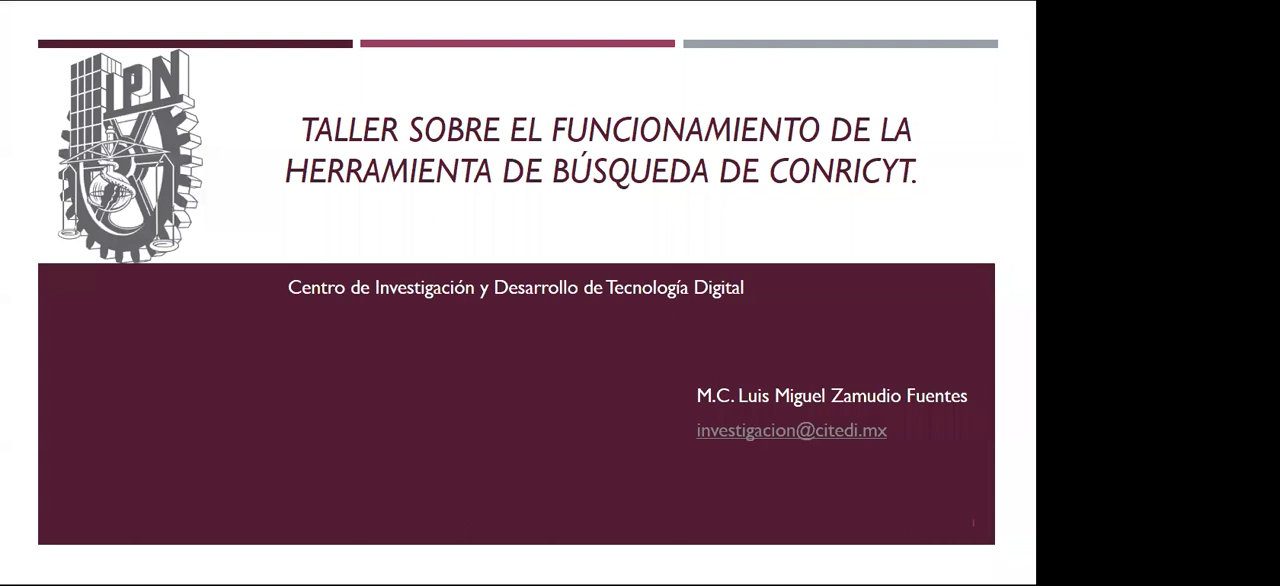 IPN
TALLER SOBRE EL FUNCIONAMIENTO DE LA
HERRAMIENTA DE BÚSQUEDA DE CONRICYT.
Centro de Investigación y Desarrollo de Tecnología Digital
M.C. Luis Miguel Zamudio Fuentes
investigacion@citedi.mx
1